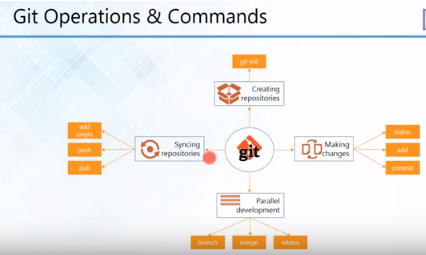 Git Operations & Commands
git init
Creating
repositories
add
origin
push
pull
Syncing
repositories
git
Making
changes
status
add
commit
Parallel
development
branch
merge
rebase